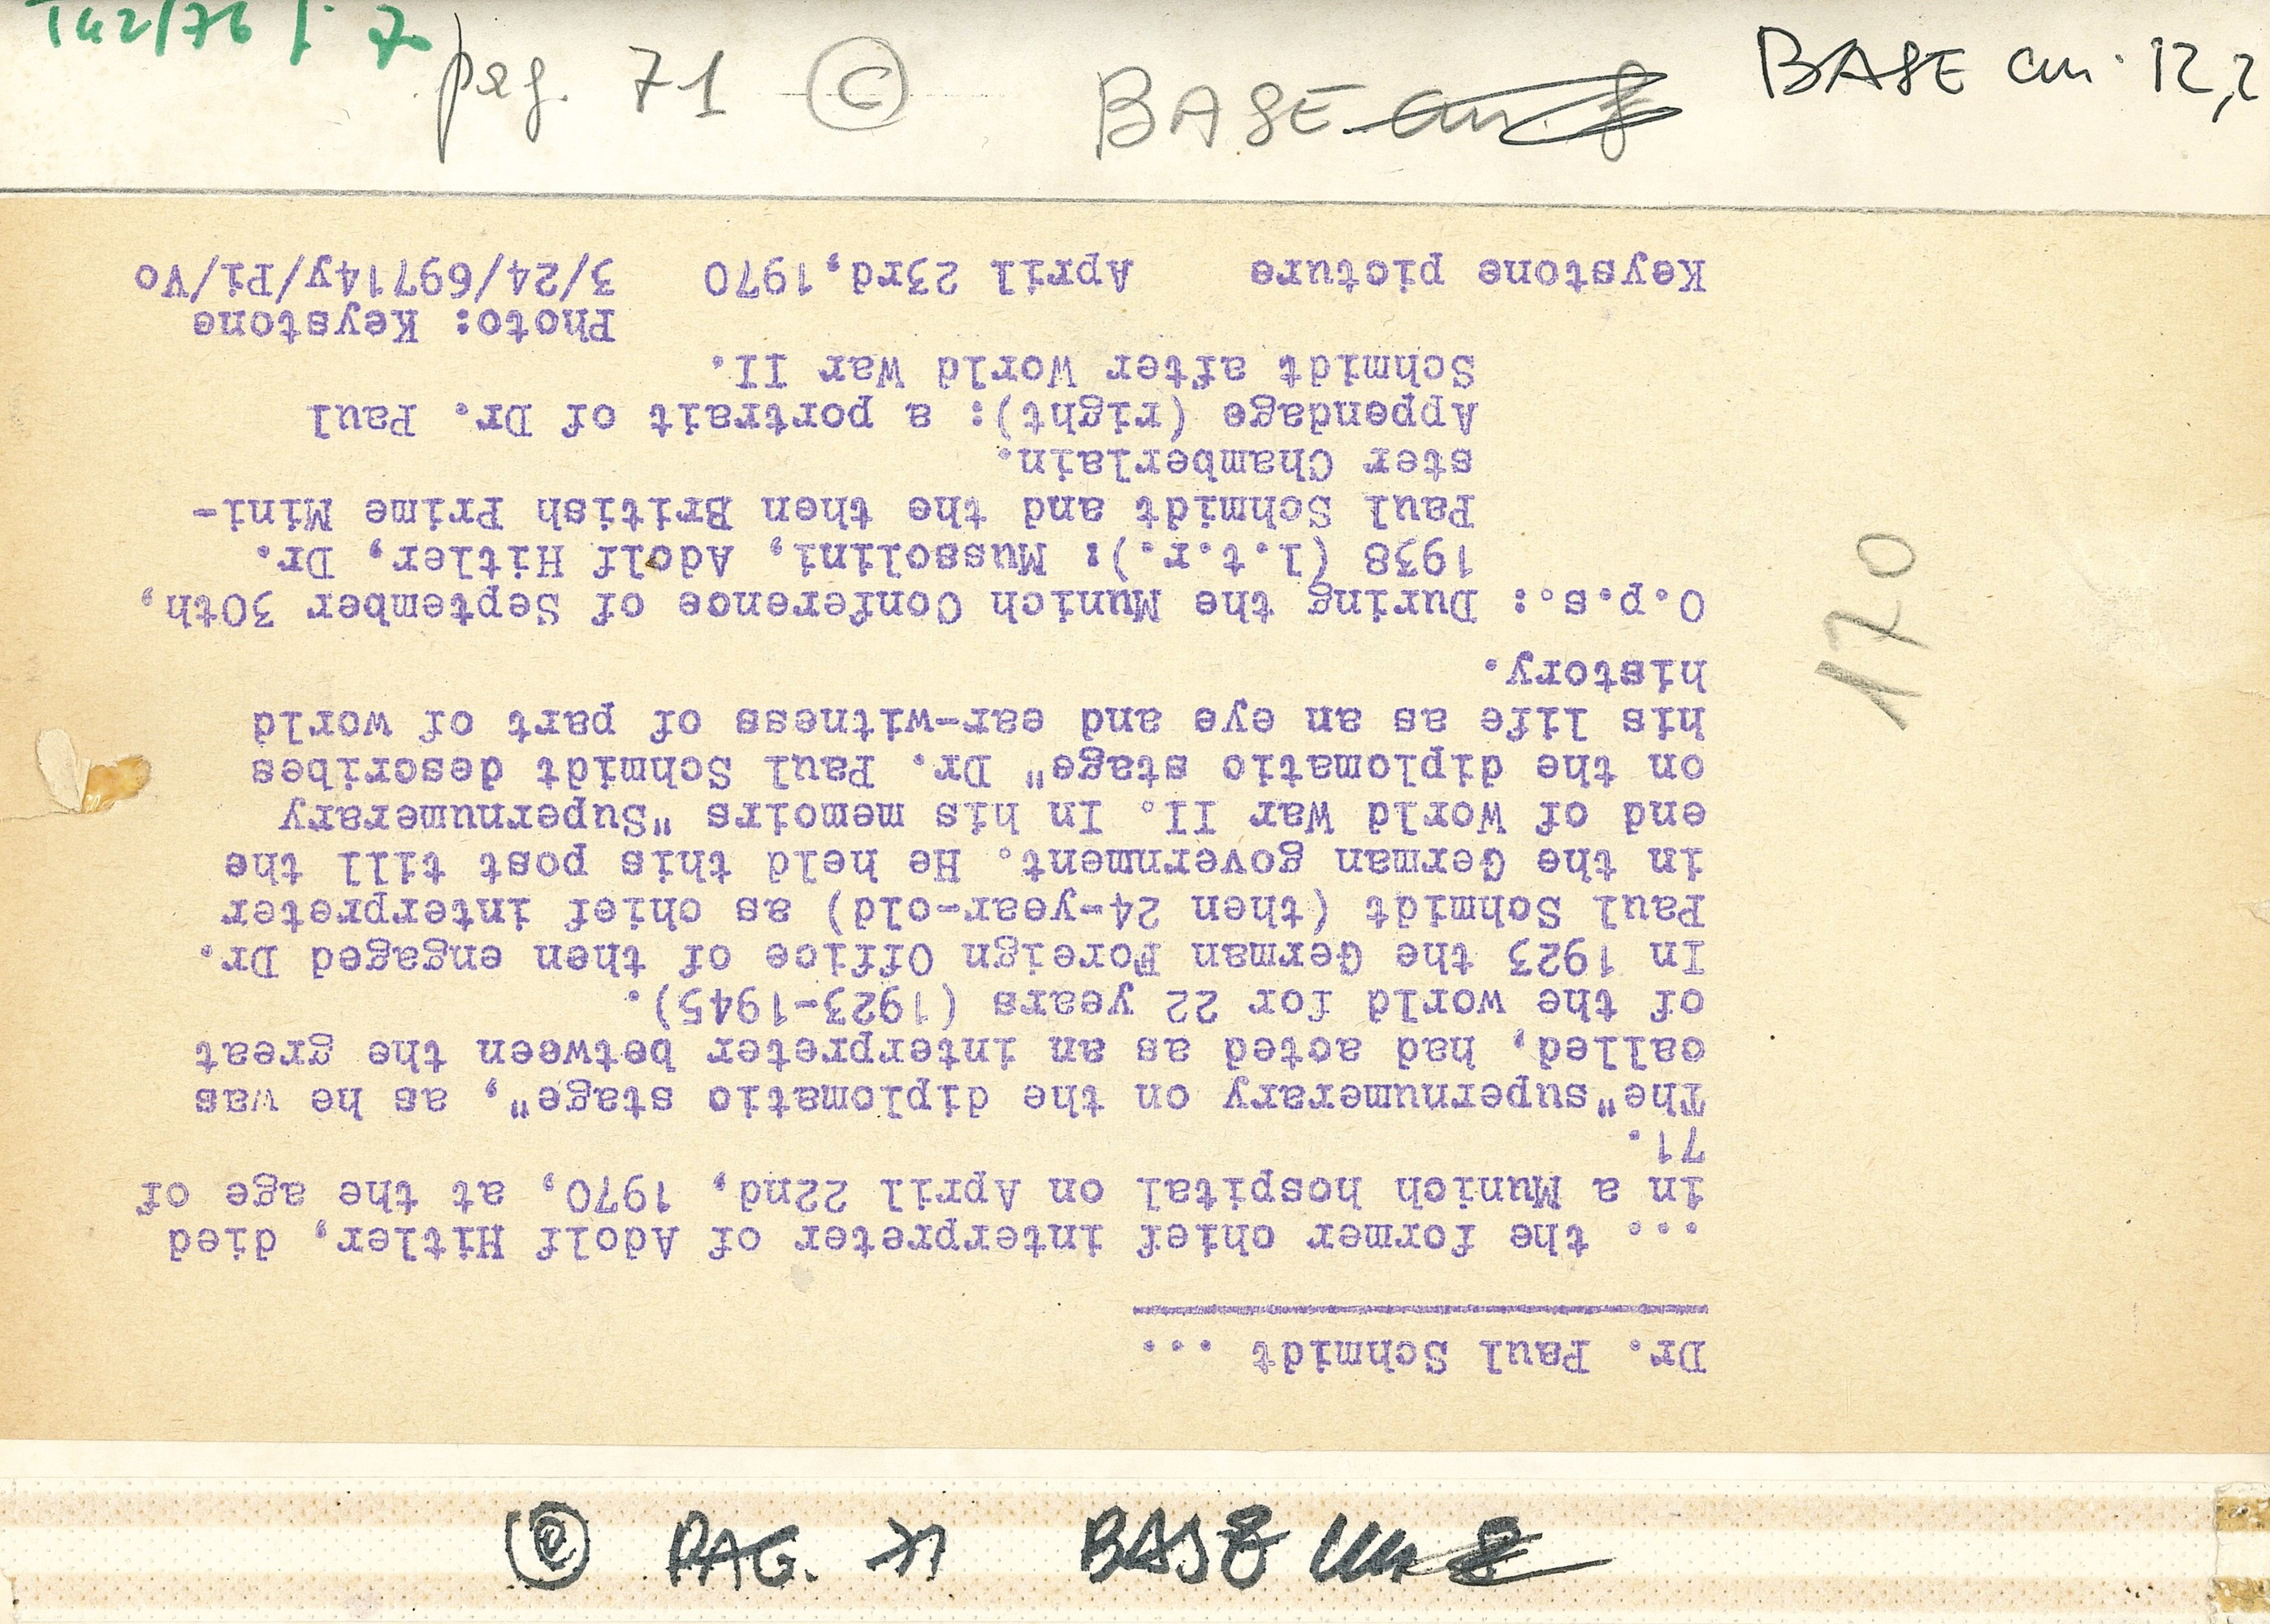 T42/76 f. 7
pag. 71 C BASE cm 8 BASE cm. 12,2
Dr. Paul Schmidt ...
... the former chief interpreter of Adolf Hitler, died
in a Munich hospital on April 22nd, 1970, at the age of
71.
The"supernumerary on the diplomatic stage", as he was
called, had acted as an interpreter between the great
of the world for 22 years (1923-1945).
In 1923 the German Foreign Office of then engaged Dr.
Paul Schmidt (then 24-year-old) as chief interpreter
in the German government. He held this post till the
end of World War II. In his memoirs "Supernumerary
on the diplomatic stage" Dr. Paul Schmidt describes
his life as an eye and ear-witness of part of world
history.
O.p.s.: During the Munich Conference of September 30th,
1938 (l.t.r.): Mussolini, Adolf Hitler, Dr.
Paul Schmidt and the then British Prime Mini-
ster Chamberlain.
Appendage (right): a portrait of Dr. Paul
Schmidt after World War II.
Photo: Keystone
Keystone picture April 23rd,1970 3/24/69714y/Pi/Vo
170
C PAG. 71 BASE cm 8